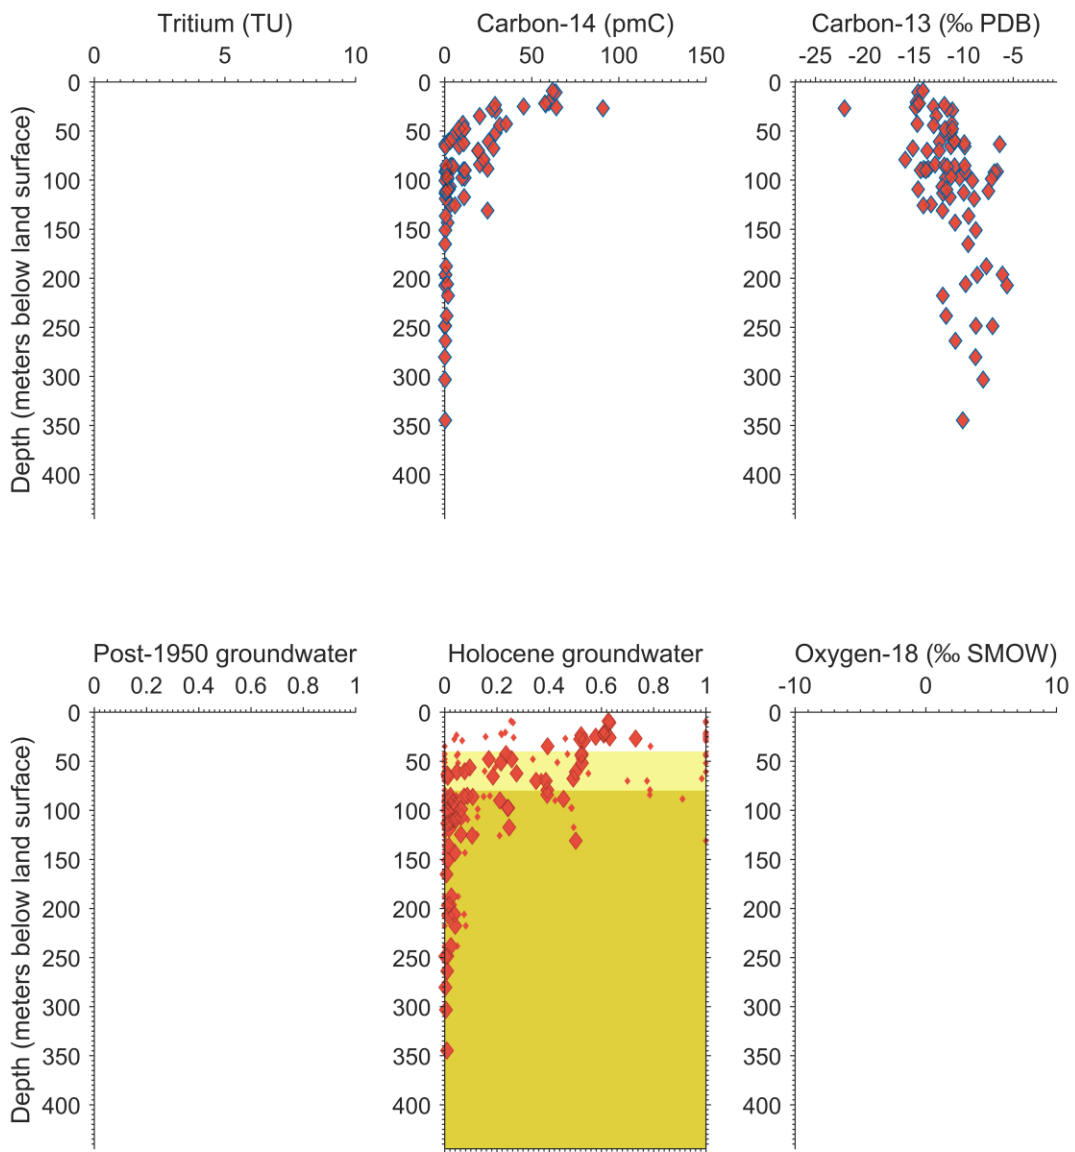 Tritium (TU) Carbon-14 (pmC) Carbon-13 (‰ PDB)
0 5 10 0 50 100 150 -25 -20 -15 -10 -5
0 0 0
50 50 50
100 100 100
150 150 150
200 200 200
250 250 250
300 300 300
350 350 350
400 400 400
Depth (meters below land surface)
Post-1950 groundwater Holocene groundwater Oxygen-18 (‰ SMOW)
0 0.2 0.4 0.6 0.8 1 0 0.2 0.4 0.6 0.8 1 -10 0 10
0 0 0
50 50 50
100 100 100
150 150 150
200 200 200
250 250 250
300 300 300
350 350 350
400 400 400
Depth (meters below land surface)